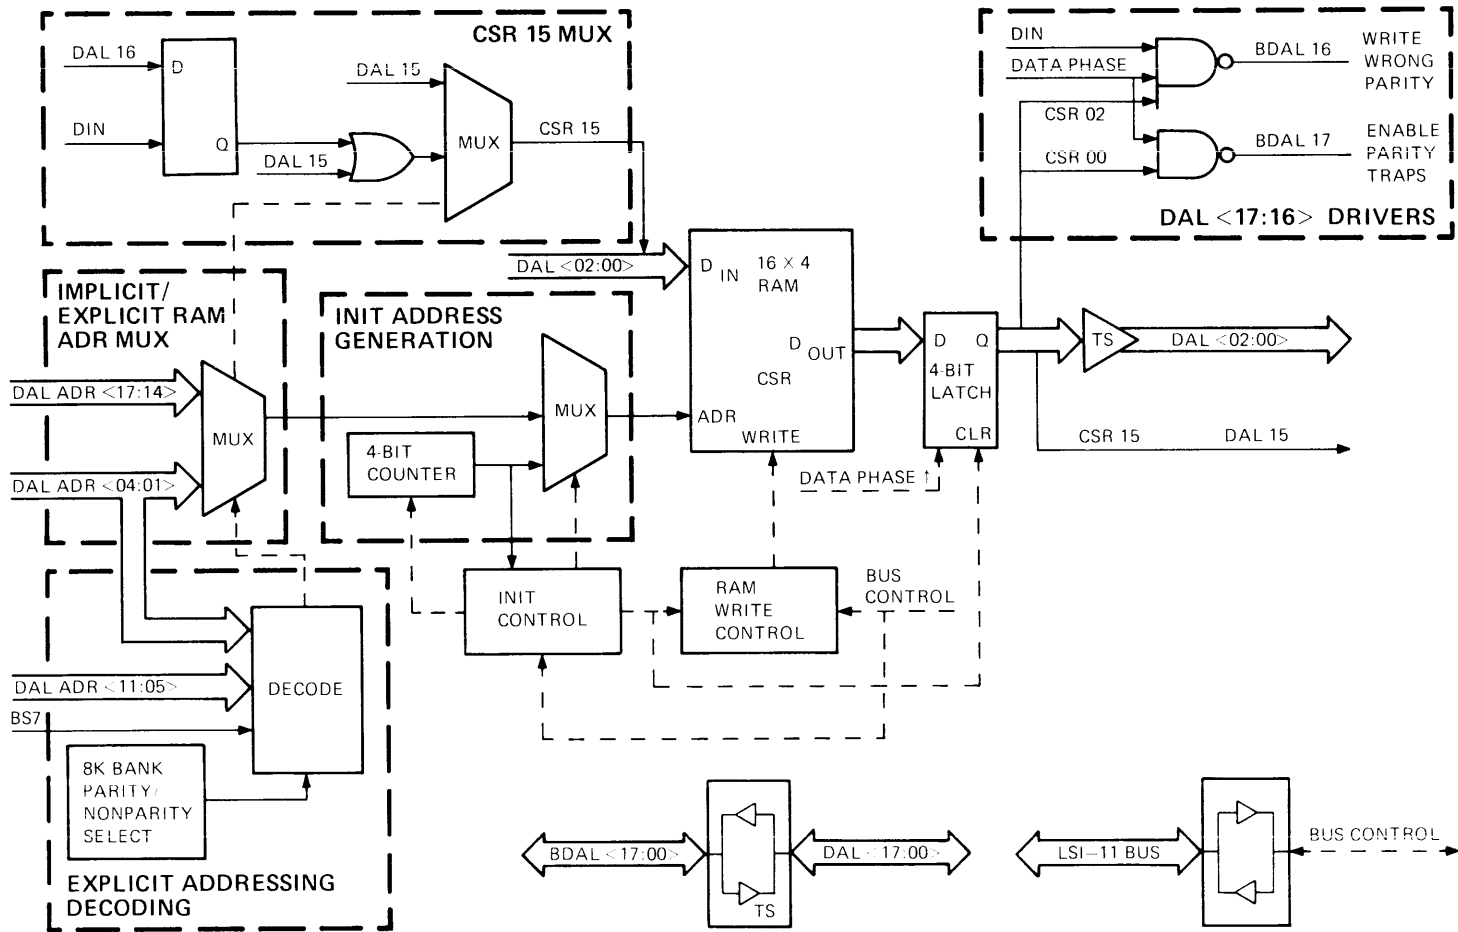 CSR 15 MUX
DAL 16
D
DIN
Q
DAL 15
DAL 15
MUX
CSR 15
DIN
DATA PHASE
CSR 02
CSR 00
BDAL 16
BDAL 17
WRITE
WRONG
PARITY
ENABLE
PARITY
TRAPS
DAL <17:16> DRIVERS
IMPLICIT/
EXPLICIT RAM
ADR MUX
DAL ADR <17:14>
DAL ADR <04:01>
MUX
INIT ADDRESS
GENERATION
4-BIT
COUNTER
MUX
DAL <02:00>
D IN
16 × 4
RAM
D OUT
CSR
ADR
WRITE
D Q
4-BIT
LATCH
CLR
TS
DAL <02:00>
CSR 15 DAL 15
DATA PHASE ↑
INIT
CONTROL
RAM
WRITE
CONTROL
BUS
CONTROL
DAL ADR <11:05>
BS7
DECODE
8K BANK
PARITY/
NONPARITY
SELECT
EXPLICIT ADDRESSING
DECODING
BDAL <17:00>
TS
DAL <17:00>
LSI-11 BUS
BUS CONTROL